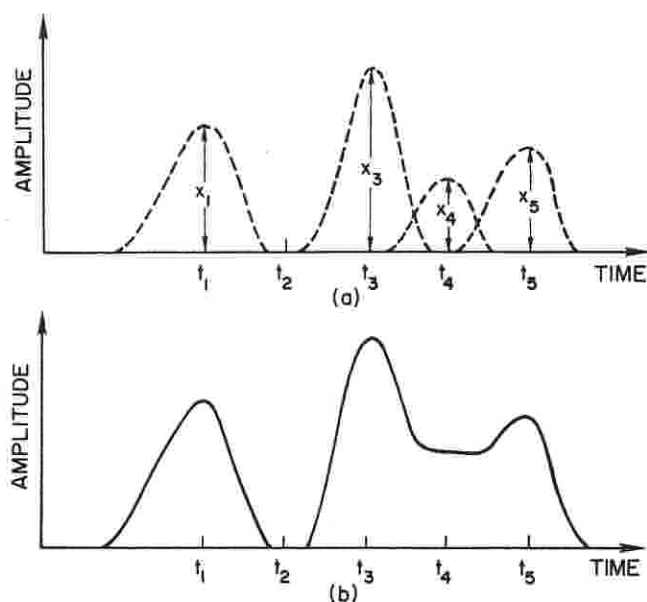 AMPLITUDE
x₁ x₃ x₄ x₅
t₁ t₂ t₃ t₄ t₅ TIME
(a)
AMPLITUDE
t₁ t₂ t₃ t₄ t₅ TIME
(b)